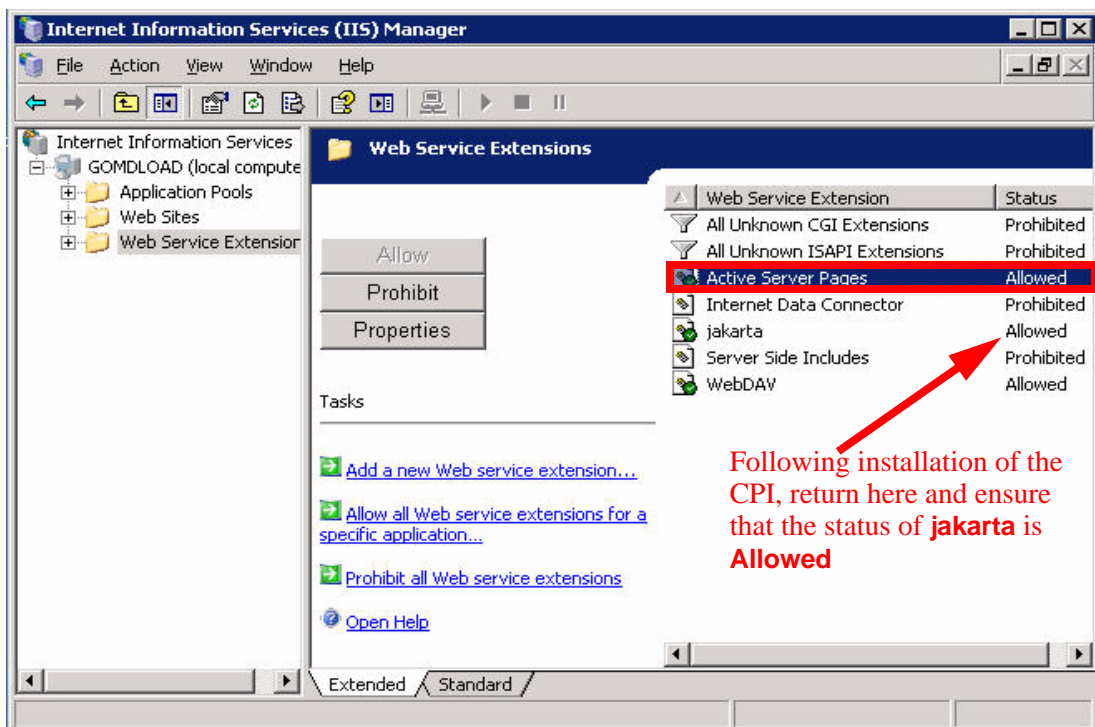 Internet Information Services (IIS) Manager
File Action View Window Help
Internet Information Services
GOMDLOAD (local compute
Application Pools
Web Sites
Web Service Extension
Web Service Extensions
Allow
Prohibit
Properties
Tasks
Add a new Web service extension...
Allow all Web service extensions for a
specific application...
Prohibit all Web service extensions
Open Help
Web Service Extension Status
All Unknown CGI Extensions Prohibited
All Unknown ISAPI Extensions Prohibited
Active Server Pages Allowed
Internet Data Connector Prohibited
jakarta Allowed
Server Side Includes Prohibited
WebDAV Allowed
Following installation of the
CPI, return here and ensure
that the status of jakarta is
Allowed
Extended Standard